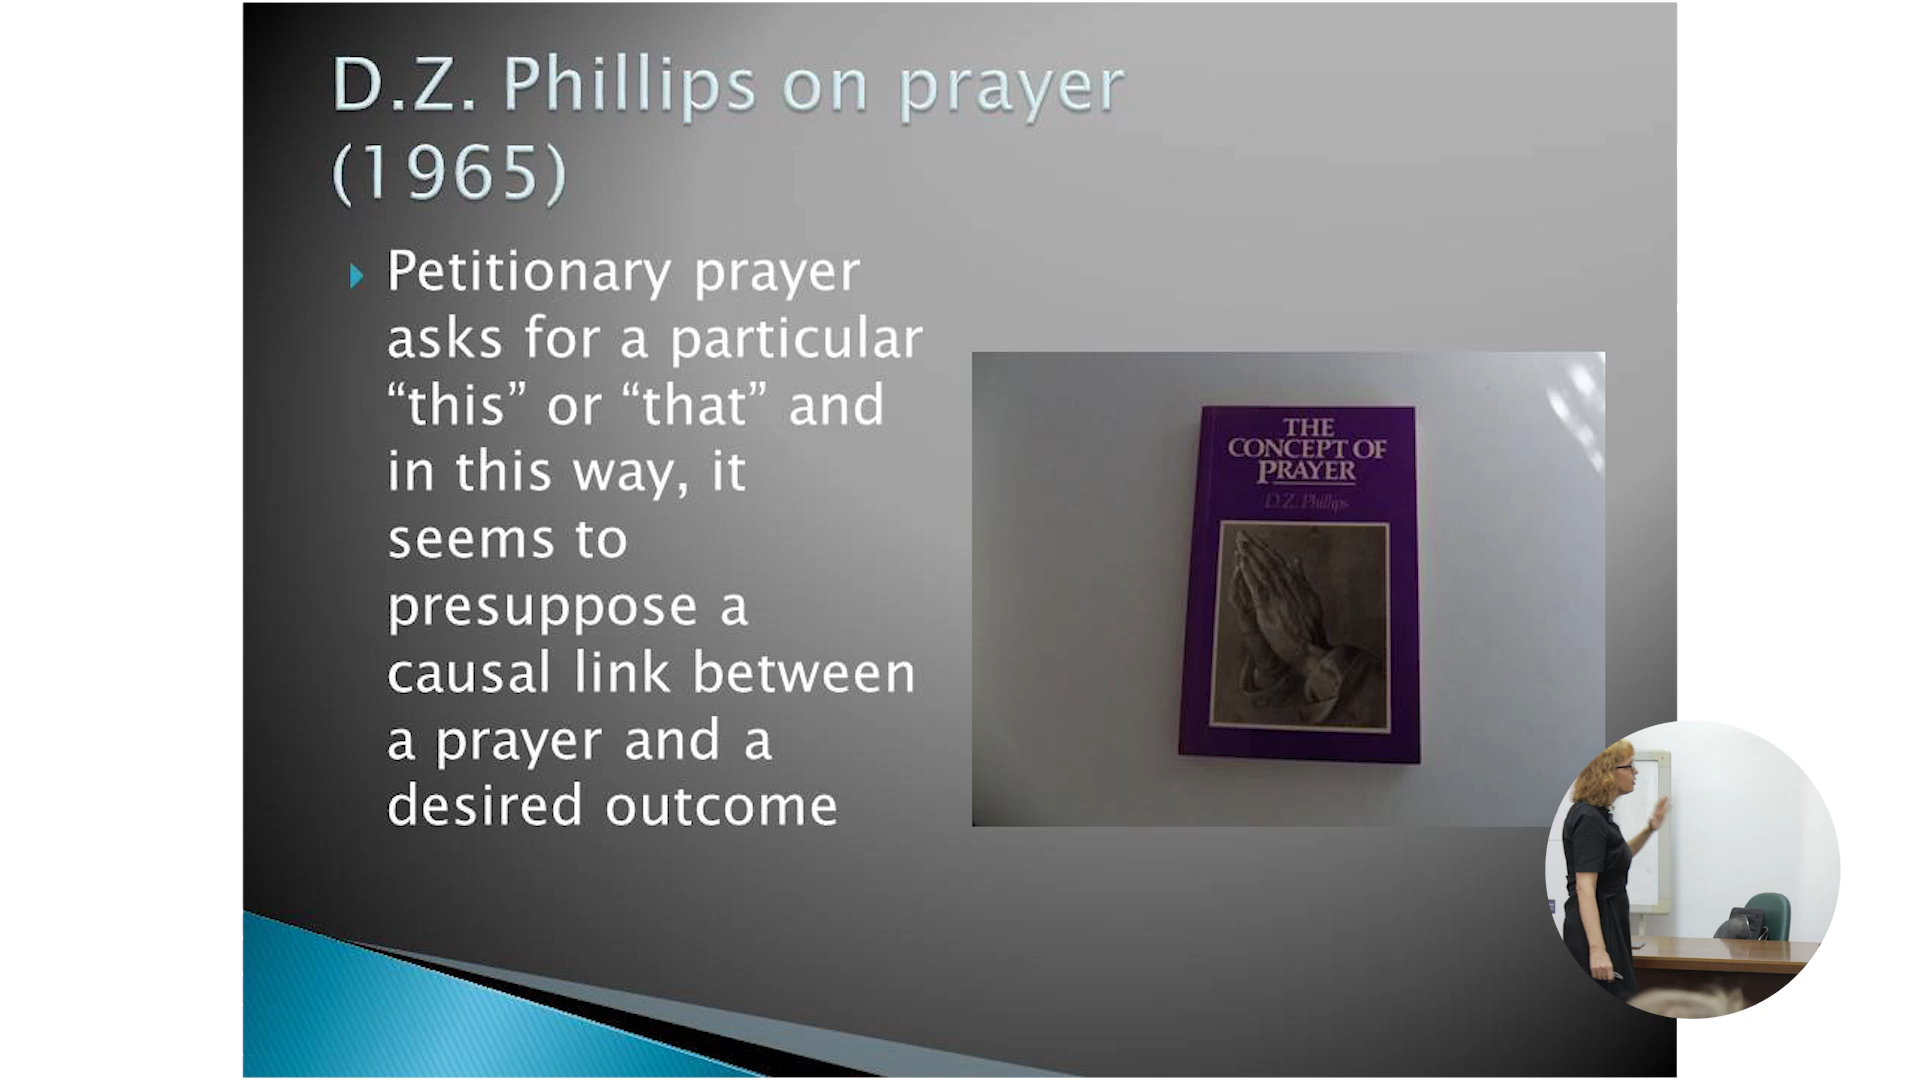 D.Z. Phillips on prayer
(1965)
Petitionary prayer
asks for a particular
“this” or “that” and
in this way, it
seems to
presuppose a
causal link between
a prayer and a
desired outcome
THE
CONCEPT OF
PRAYER
D.Z. Phillips